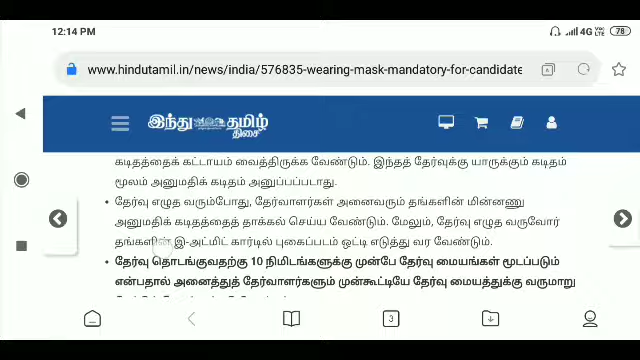 12:14 PM
4G VoLTE 78
www.hindutamil.in/news/india/576835-wearing-mask-mandatory-for-candidate
இந்து தமிழ்
திசை
கடிதத்தைக் கட்டாயம் வைத்திருக்க வேண்டும். இந்தத் தேர்வுக்கு யாருக்கும் கடிதம்
மூலம் அனுமதிக் கடிதம் அனுப்பப்படாது.
தேர்வு எழுத வரும்போது, தேர்வாளர்கள் அனைவரும் தங்களின் மின்னணு
அனுமதிக் கடிதத்தைத் தாக்கல் செய்ய வேண்டும். மேலும், தேர்வு எழுத வருவோர்
தங்களின் இ-அட்மிட் கார்டில் புகைப்படம் ஒட்டி எடுத்து வர வேண்டும்.
தேர்வு தொடங்குவதற்கு 10 நிமிடங்களுக்கு முன்பே தேர்வு மையங்கள் மூடப்படும்
என்பதால் அனைத்துத் தேர்வாளர்களும் முன்கூட்டியே தேர்வு மையத்துக்கு வருமாறு
3